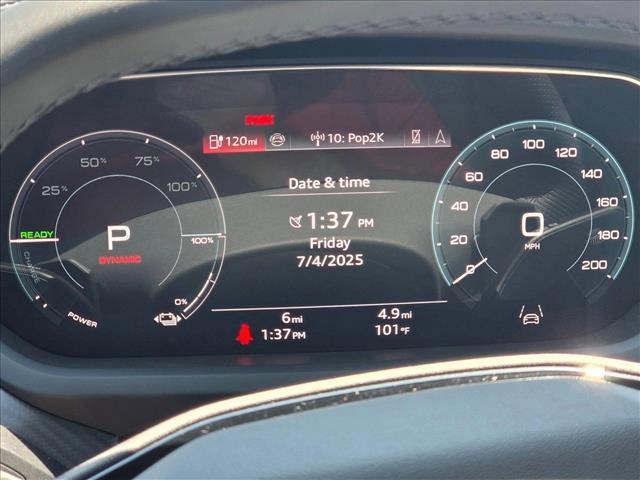 PARK
120mi 10: Pop2K
Date & time
1:37 PM
Friday
7/4/2025
6mi 4.9mi
1:37PM 101°F
25% 50% 75% 100%
READY
P
DYNAMIC
100%
CHARGE
0%
POWER
0 20 40 60 80 100 120 140 160 180 200
0
MPH